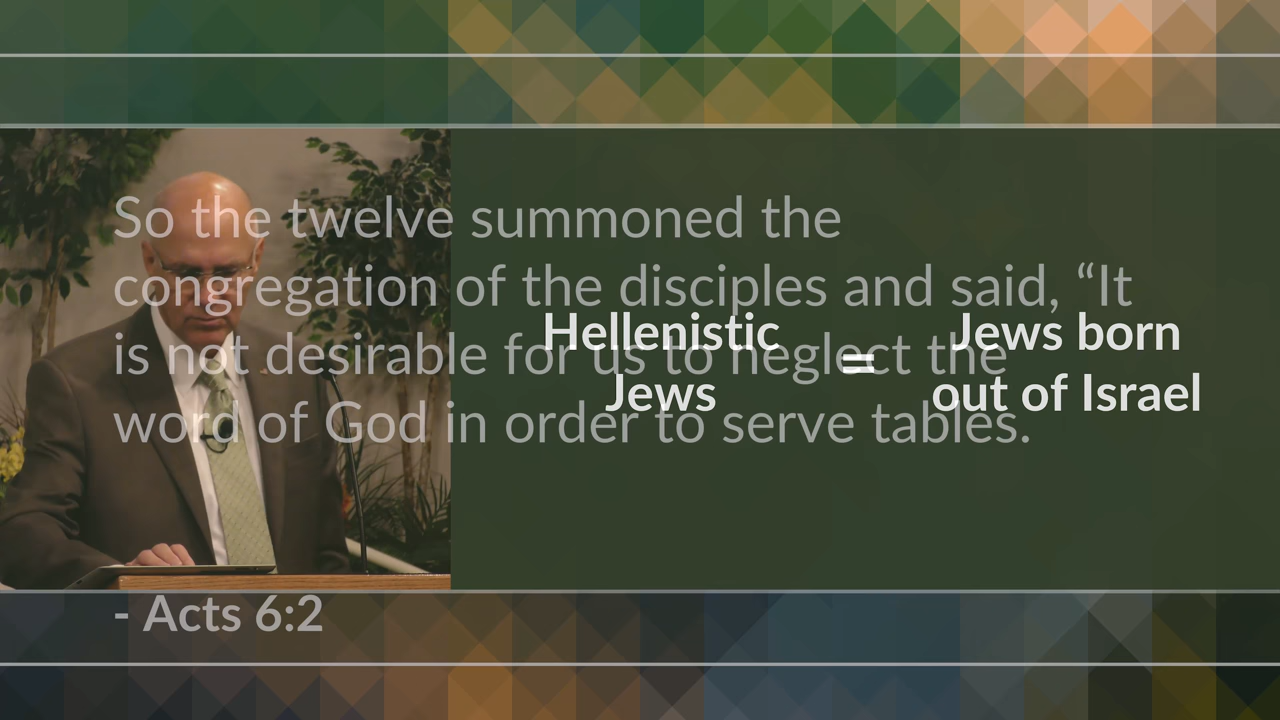 So the twelve summoned the
congregation of the disciples and said, “It
is not desirable for us to neglect the
word of God in order to serve tables.
- Acts 6:2
Hellenistic
Jews
=
Jews born
out of Israel